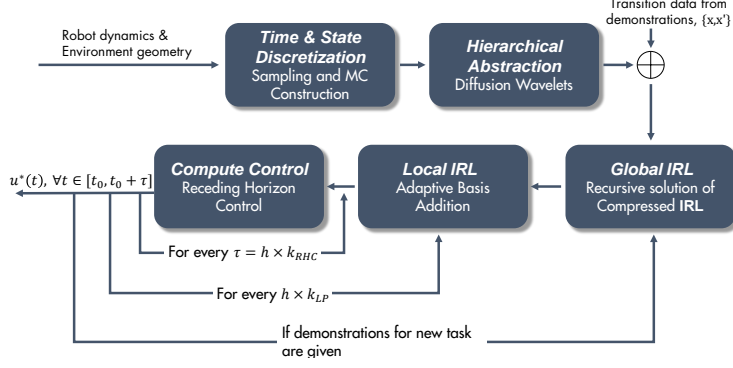 Transition data from
demonstrations, {x,x'}
Robot dynamics &
Environment geometry
Time & State
Discretization
Sampling and MC
Construction
Hierarchical
Abstraction
Diffusion Wavelets
u*(t), ∀t ∈ [t₀, t₀ + τ]
Compute Control
Receding Horizon
Control
Local IRL
Adaptive Basis
Addition
Global IRL
Recursive solution of
Compressed IRL
For every τ = h × k_RHC
For every h × k_LP
If demonstrations for new task
are given